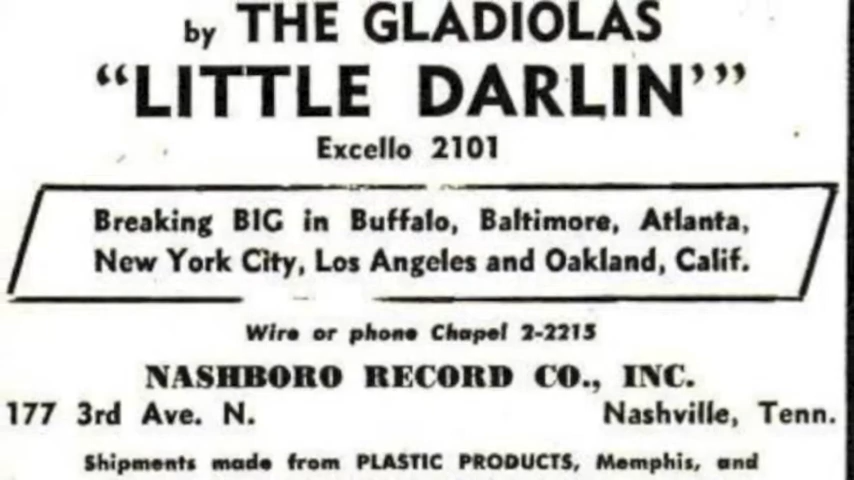 by THE GLADIOLAS
"LITTLE DARLIN'"
Excello 2101
Breaking BIG in Buffalo, Baltimore, Atlanta,
New York City, Los Angeles and Oakland, Calif.
Wire or phone Chapel 2-2215
NASHBORO RECORD CO., INC.
177 3rd Ave. N. Nashville, Tenn.
Shipments made from PLASTIC PRODUCTS, Memphis, and